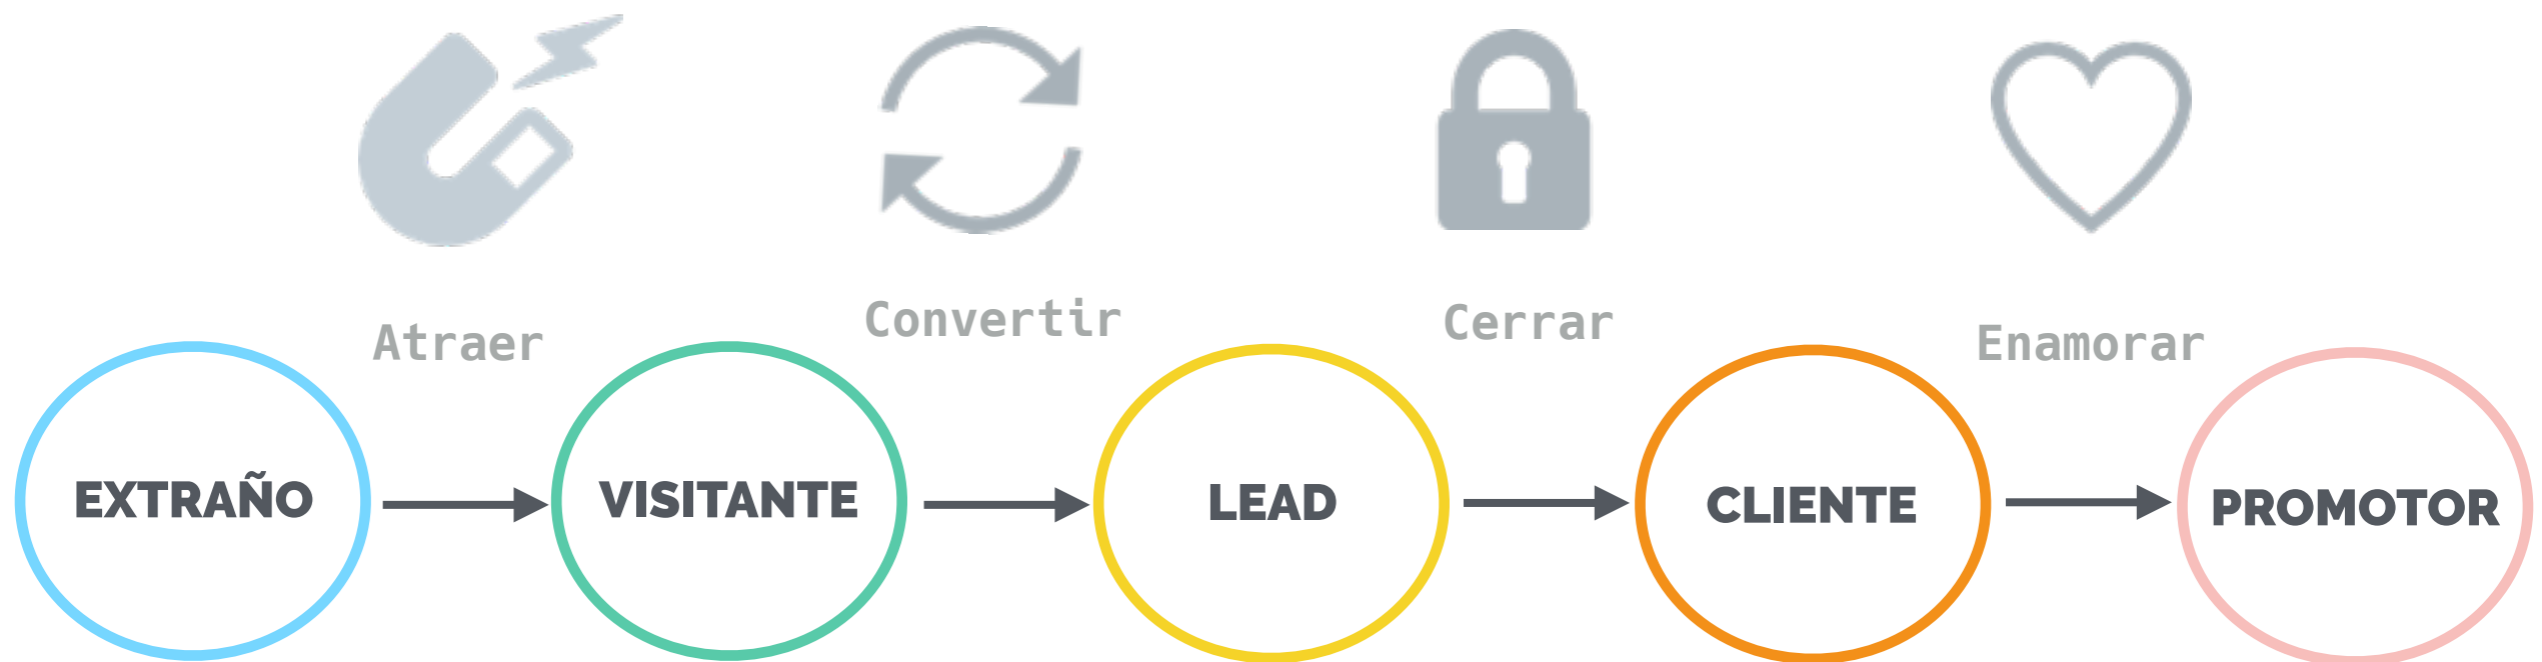 Atraer
Convertir
Cerrar
Enamorar
EXTRAÑO
VISITANTE
LEAD
CLIENTE
PROMOTOR